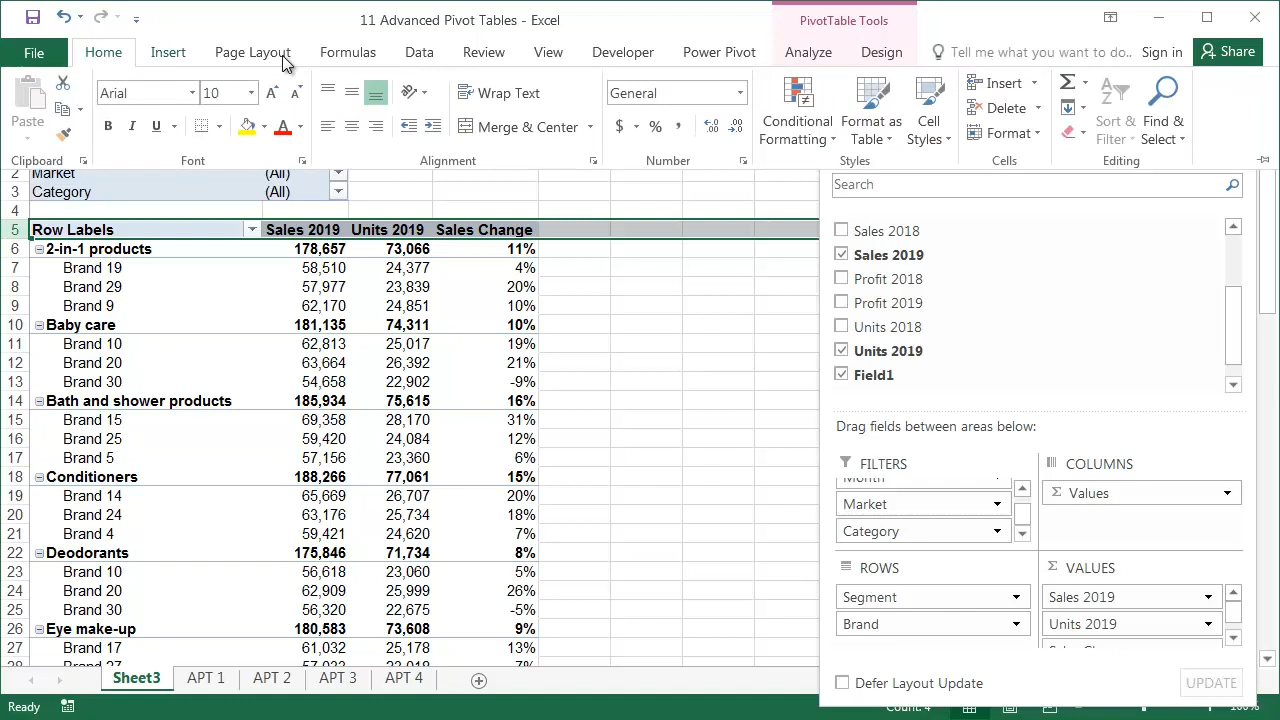 11 Advanced Pivot Tables - Excel
PivotTable Tools
File Home Insert Page Layout Formulas Data Review View Developer Power Pivot Analyze Design Tell me what you want to do.. Sign in Share
Paste
Clipboard
Arial 10
B I U A
Font
Wrap Text
Merge & Center
Alignment
General
$ % ,
Number
Conditional Formatting
Format as Table
Cell Styles
Styles
Insert
Delete
Format
Cells
Sort & Filter
Find & Select
Editing
2 Market (All)
3 Category (All)
4
5 Row Labels Sales 2019 Units 2019 Sales Change
6 2-in-1 products 178,657 73,066 11%
7 Brand 19 58,510 24,377 4%
8 Brand 29 57,977 23,839 20%
9 Brand 9 62,170 24,851 10%
10 Baby care 181,135 74,311 10%
11 Brand 10 62,813 25,017 19%
12 Brand 20 63,664 26,392 21%
13 Brand 30 54,658 22,902 -9%
14 Bath and shower products 185,934 75,615 16%
15 Brand 15 69,358 28,170 31%
16 Brand 25 59,420 24,084 12%
17 Brand 5 57,156 23,360 6%
18 Conditioners 188,266 77,061 15%
19 Brand 14 65,669 26,707 20%
20 Brand 24 63,176 25,734 18%
21 Brand 4 59,421 24,620 7%
22 Deodorants 175,846 71,734 8%
23 Brand 10 56,618 23,060 5%
24 Brand 20 62,909 25,999 26%
25 Brand 30 56,320 22,675 -5%
26 Eye make-up 180,583 73,608 9%
27 Brand 17 61,032 25,178 13%
28
Search
Sales 2018
Sales 2019
Profit 2018
Profit 2019
Units 2018
Units 2019
Field1
Drag fields between areas below:
FILTERS
Month
Market
Category
COLUMNS
Values
ROWS
Segment
Brand
VALUES
Sales 2019
Units 2019
Defer Layout Update
UPDATE
Sheet3 APT 1 APT 2 APT 3 APT 4
Ready
Count: 4
100%